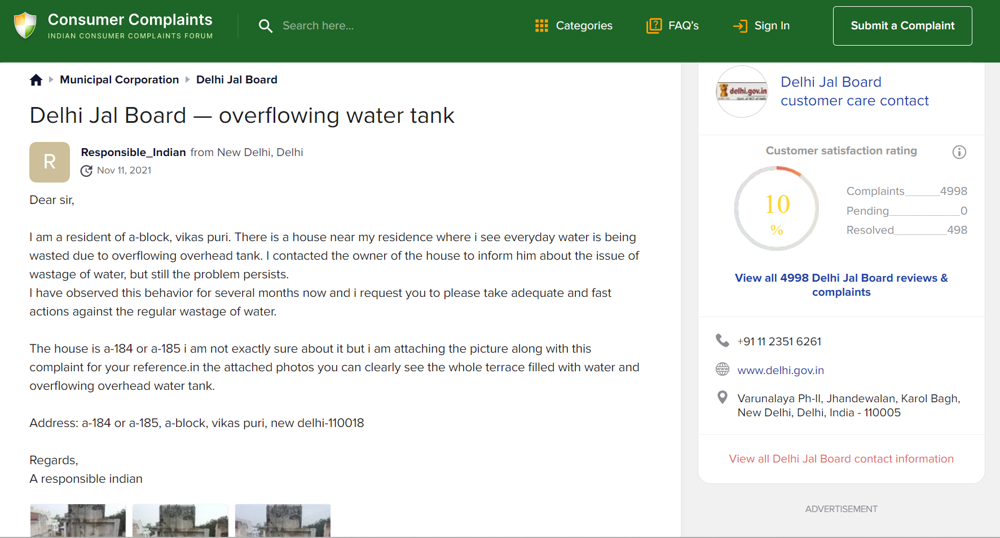 Consumer Complaints
INDIAN CONSUMER COMPLAINTS FORUM
Search here...
Categories
FAQ's
Sign In
Submit a Complaint
Municipal Corporation
Delhi Jal Board
Delhi Jal Board — overflowing water tank
R
Responsible_Indian from New Delhi, Delhi
Nov 11, 2021
Dear sir,
I am a resident of a-block, vikas puri. There is a house near my residence where i see everyday water is being
wasted due to overflowing overhead tank. I contacted the owner of the house to inform him about the issue of
wastage of water, but still the problem persists.
I have observed this behavior for several months now and i request you to please take adequate and fast
actions against the regular wastage of water.
The house is a-184 or a-185 i am not exactly sure about it but i am attaching the picture along with this
complaint for your reference.in the attached photos you can clearly see the whole terrace filled with water and
overflowing overhead water tank.
Address: a-184 or a-185, a-block, vikas puri, new delhi-110018
Regards,
A responsible indian
delhi.gov.in
Delhi Jal Board
customer care contact
Customer satisfaction rating
10
%
Complaints 4998
Pending 0
Resolved 498
View all 4998 Delhi Jal Board reviews &
complaints
+91 11 2351 6261
www.delhi.gov.in
Varunalaya Ph-II, Jhandewalan, Karol Bagh,
New Delhi, Delhi, India - 110005
View all Delhi Jal Board contact information
ADVERTISEMENT